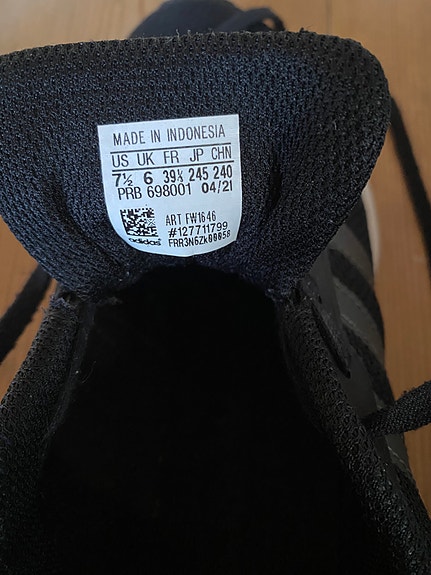 MADE IN INDONESIA
US UK FR JP CHN
7½ 6 39⅓ 245 240
PRB 698001 04/21
ART FW1646
#127711799
adidas FRR3N6Zk00058